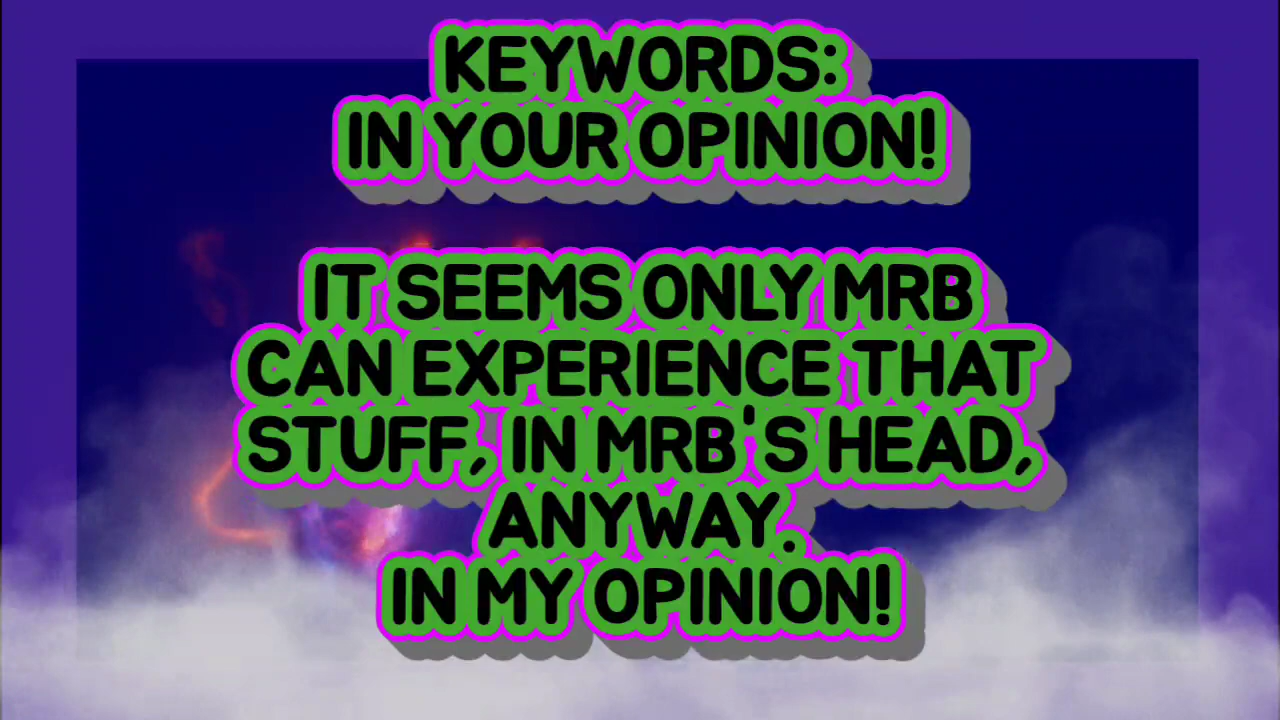 KEYWORDS:
IN YOUR OPINION!
IT SEEMS ONLY MRB
CAN EXPERIENCE THAT
STUFF, IN MRB'S HEAD,
ANYWAY.
IN MY OPINION!